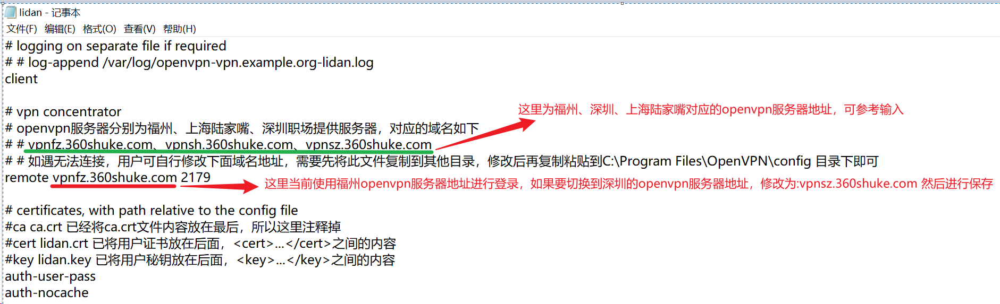 lidan - 记事本
文件(F) 编辑(E) 格式(O) 查看(V) 帮助(H)
# logging on separate file if required
# # log-append /var/log/openvpn-vpn.example.org-lidan.log
client
# vpn concentrator
这里为福州、深圳、上海陆家嘴对应的openvpn服务器地址，可参考输入
# openvpn服务器分别为福州、上海陆家嘴、深圳职场提供服务器，对应的域名如下
# # vpnfz.360shuke.com、vpnsh.360shuke.com、vpnsz.360shuke.com
# # 如遇无法连接，用户可自行修改下面域名地址，需要先将此文件复制到其他目录，修改后再复制粘贴到C:\Program Files\OpenVPN\config 目录下即可
remote vpnfz.360shuke.com 2179
这里当前使用福州openvpn服务器地址进行登录，如果要切换到深圳的openvpn服务器地址，修改为:vpnsz.360shuke.com 然后进行保存
# certificates, with path relative to the config file
#ca ca.crt 已经将ca.crt文件内容放在最后，所以这里注释掉
#cert lidan.crt 已将用户证书放在后面，<cert>...</cert>之间的内容
#key lidan.key 已将用户秘钥放在后面，<key>...</key>之间的内容
auth-user-pass
auth-nocache